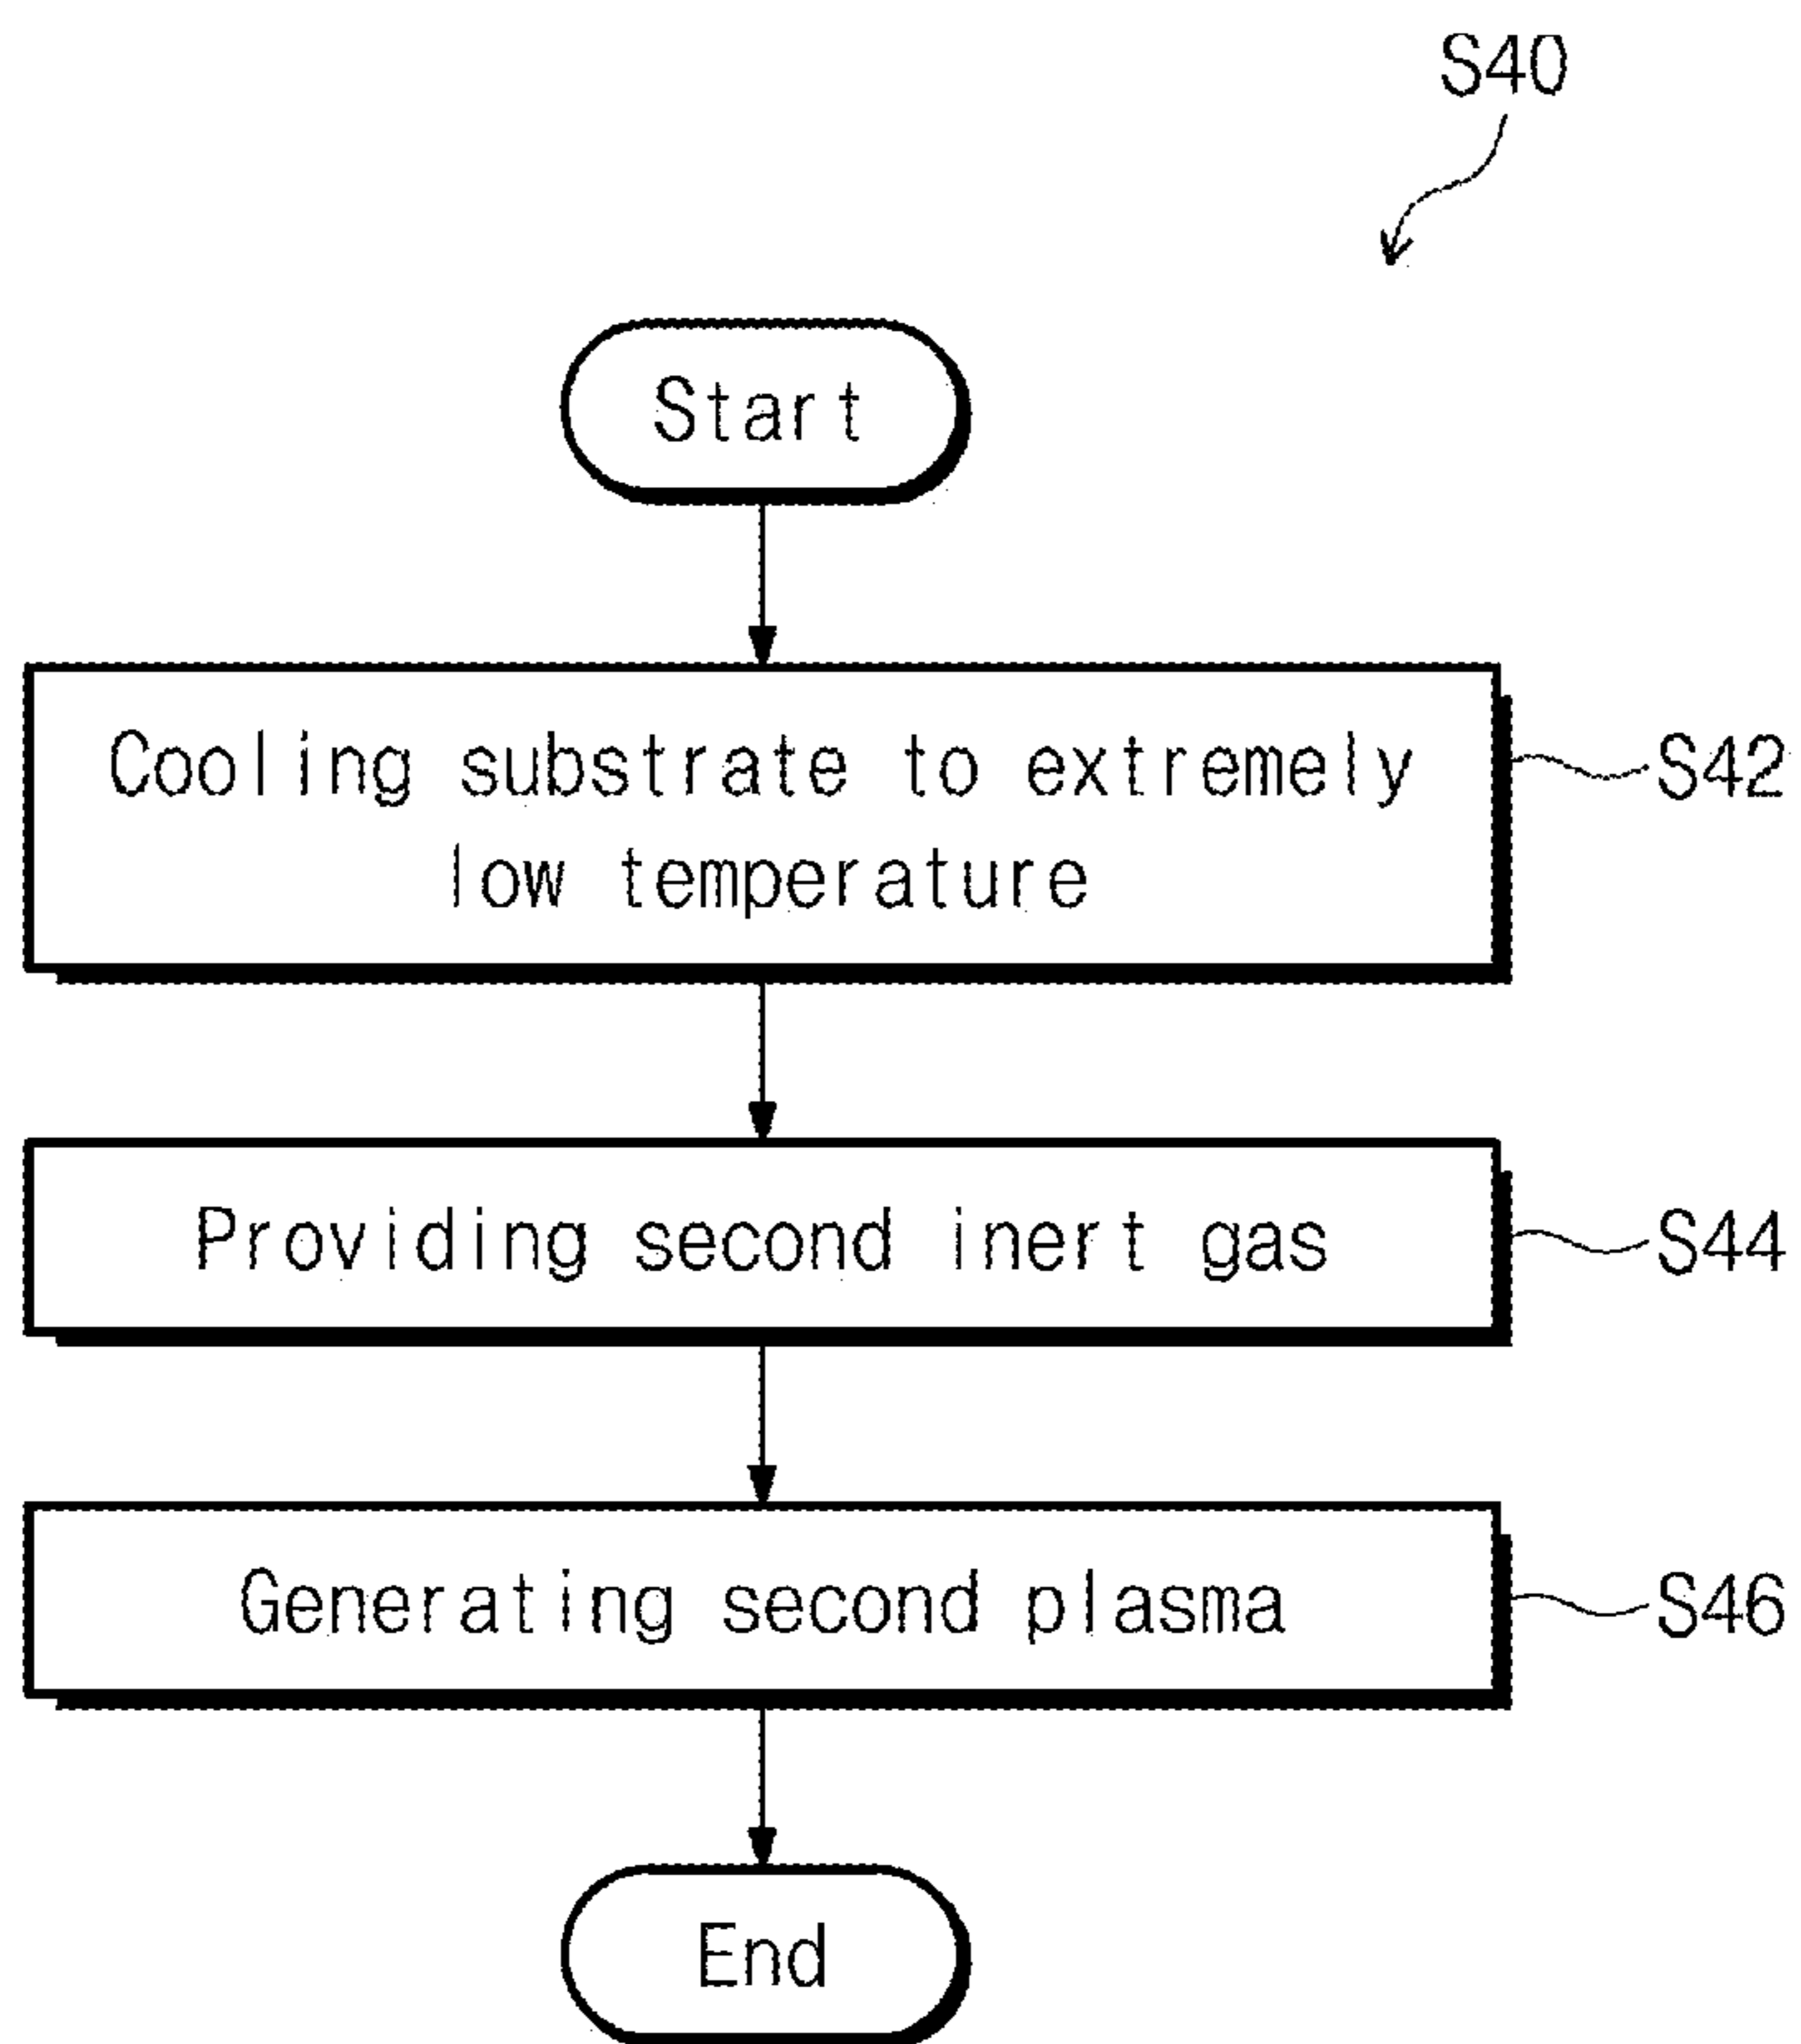 S40
Start
Cooling substrate to extremely
low temperature
S42
Providing second inert gas
S44
Generating second plasma
S46
End